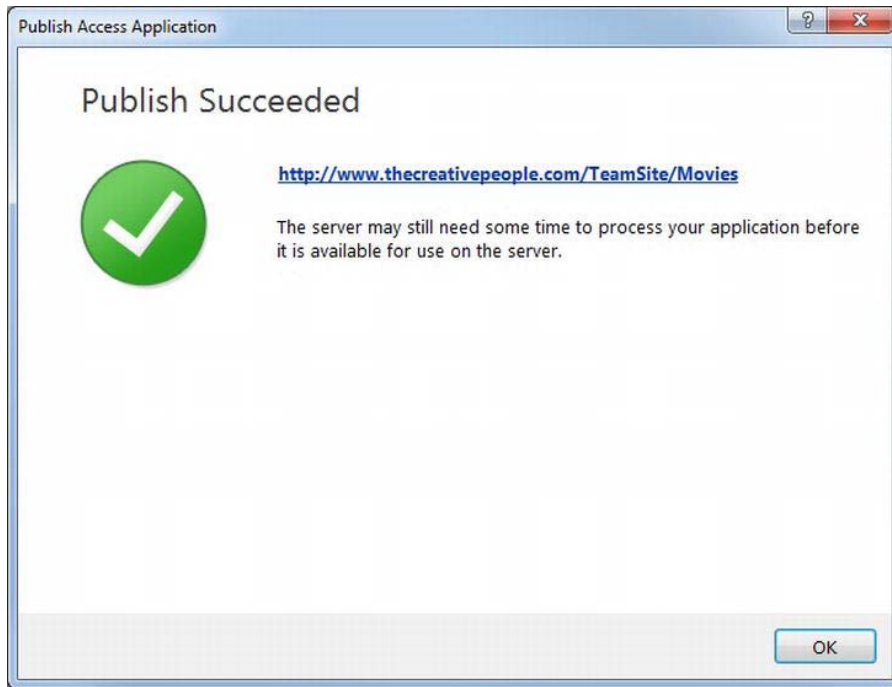 Publish Access Application
Publish Succeeded
http://www.thecreativepeople.com/TeamSite/Movies
The server may still need some time to process your application before
it is available for use on the server.
OK